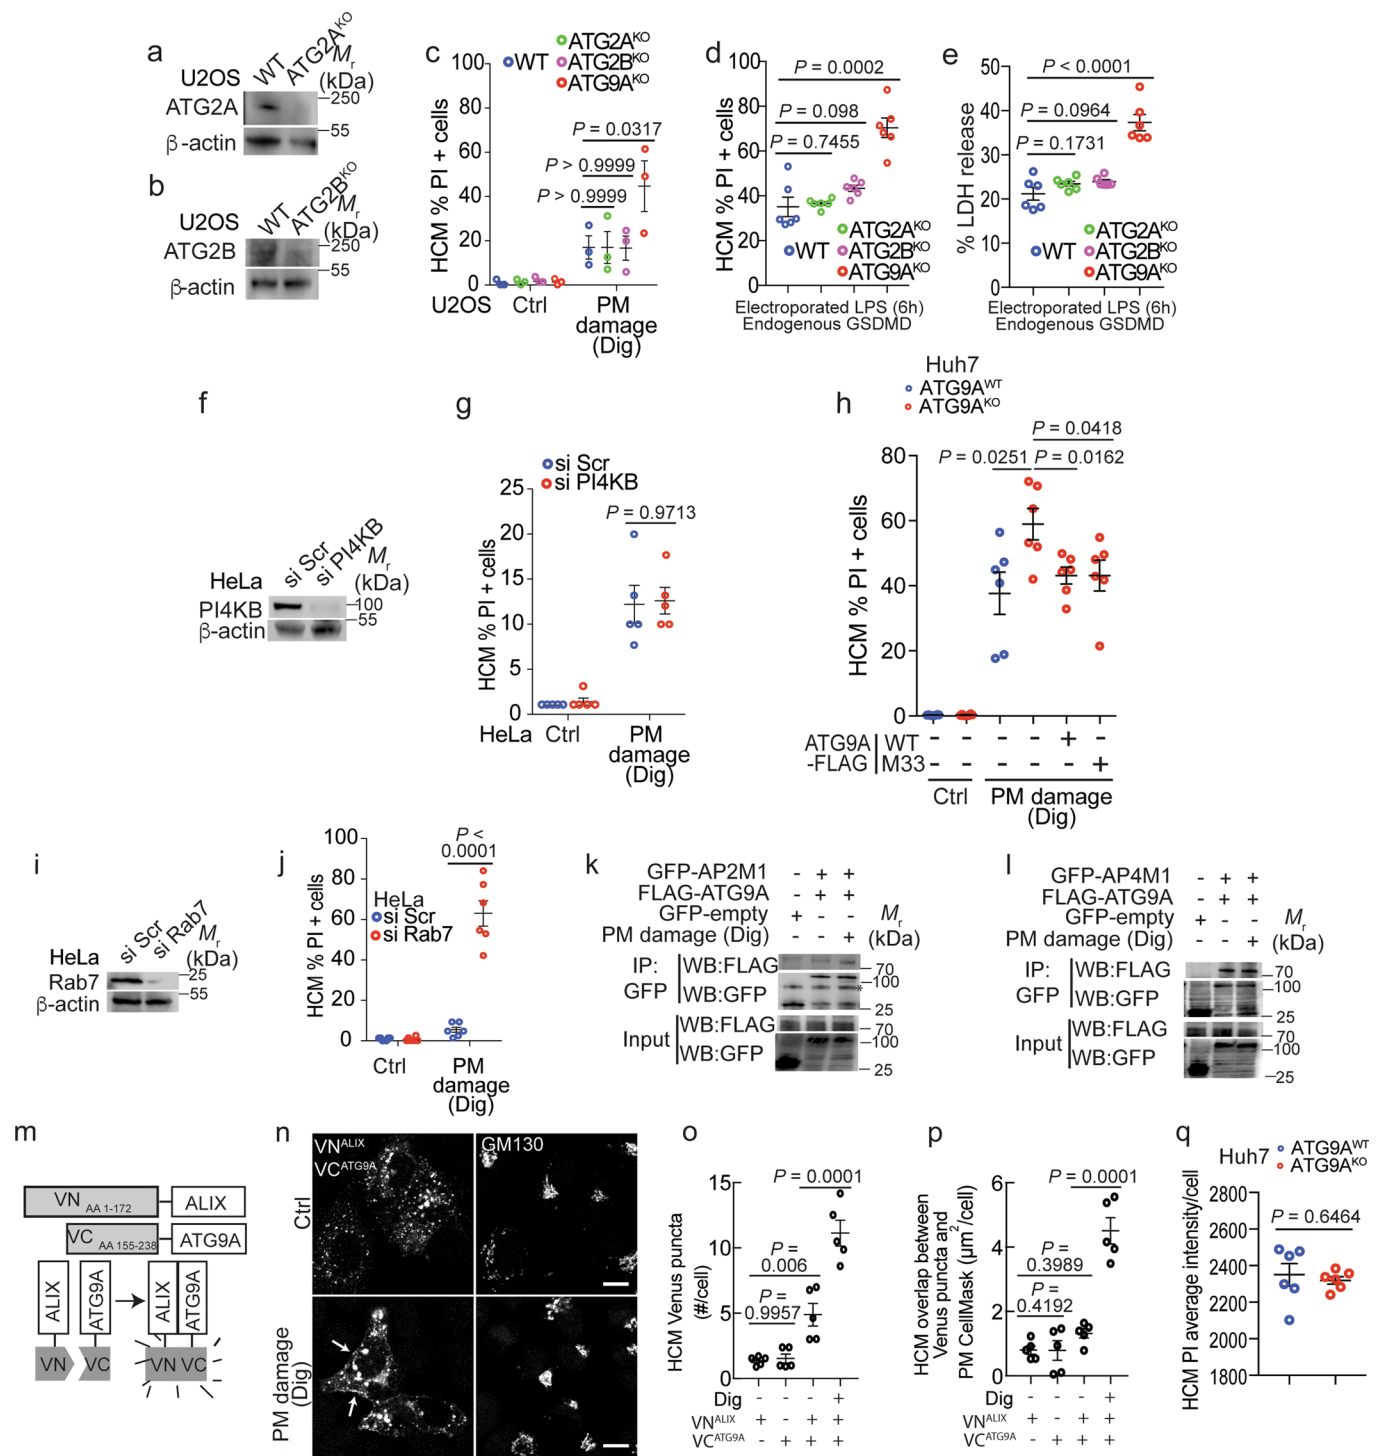 a
U2OS WT ATG2A^KO M_r (kDa)
ATG2A 250
55
β-actin
b
U2OS WT ATG2B^KO M_r (kDa)
ATG2B 250
55
β-actin
c
WT ATG2A^KO
ATG2B^KO
ATG9A^KO
HCM % PI + cells
100
80
60
40
20
0
P = 0.0317
P > 0.9999
P > 0.9999
U2OS Ctrl PM damage (Dig)
d
HCM % PI + cells
100
80
60
40
20
0
P = 0.0002
P = 0.098
P = 0.7455
WT ATG2A^KO
ATG2B^KO
ATG9A^KO
Electroporated LPS (6h)
Endogenous GSDMD
e
% LDH release
50
40
30
20
10
0
P < 0.0001
P = 0.0964
P = 0.1731
WT ATG2A^KO
ATG2B^KO
ATG9A^KO
Electroporated LPS (6h)
Endogenous GSDMD
f
HeLa si Scr si PI4KB M_r (kDa)
PI4KB 100
55
β-actin
g
si Scr
si PI4KB
HCM % PI + cells
25
20
15
10
5
0
P = 0.9713
HeLa Ctrl PM damage (Dig)
h
Huh7
ATG9A^WT
ATG9A^KO
HCM % PI + cells
80
60
40
20
0
P = 0.0418
P = 0.0251 P = 0.0162
ATG9A WT - - - - + -
-FLAG M33 - - - - - +
Ctrl PM damage (Dig)
i
HeLa si Scr si Rab7 M_r (kDa)
Rab7 25
55
β-actin
j
HCM % PI + cells
100
80
60
40
20
0
P < 0.0001
HeLa
si Scr
si Rab7
Ctrl PM damage (Dig)
k
GFP-AP2M1 - + +
FLAG-ATG9A - + +
GFP-empty + - - M_r
PM damage (Dig) - - + (kDa)
IP: GFP WB:FLAG 70
100
WB:GFP *
25
Input WB:FLAG 70
100
WB:GFP
25
l
GFP-AP4M1 - + +
FLAG-ATG9A - + +
GFP-empty + - - M_r
PM damage (Dig) - - + (kDa)
IP: GFP WB:FLAG 70
100
WB:GFP
25
Input WB:FLAG 70
100
WB:GFP
25
m
VN AA 1-172 ALIX
VC AA 155-238 ATG9A
ALIX ATG9A ALIX ATG9A
VN VC VN VC
n
VN^ALIX
VC^ATG9A
GM130
Ctrl
PM damage (Dig)
o
HCM Venus puncta (#/cell)
15
10
5
0
P = 0.0001
P = 0.006
P = 0.9957
Dig - - - +
VN^ALIX + - + +
VC^ATG9A - + + +
p
HCM overlap between Venus puncta and PM CellMask (μm²/cell)
6
4
2
0
P = 0.0001
P = 0.3989
P = 0.4192
Dig - - - +
VN^ALIX + - + +
VC^ATG9A - + + +
q
Huh7 ATG9A^WT
ATG9A^KO
HCM PI average intensity/cell
2800
2600
2400
2200
2000
1800
P = 0.6464